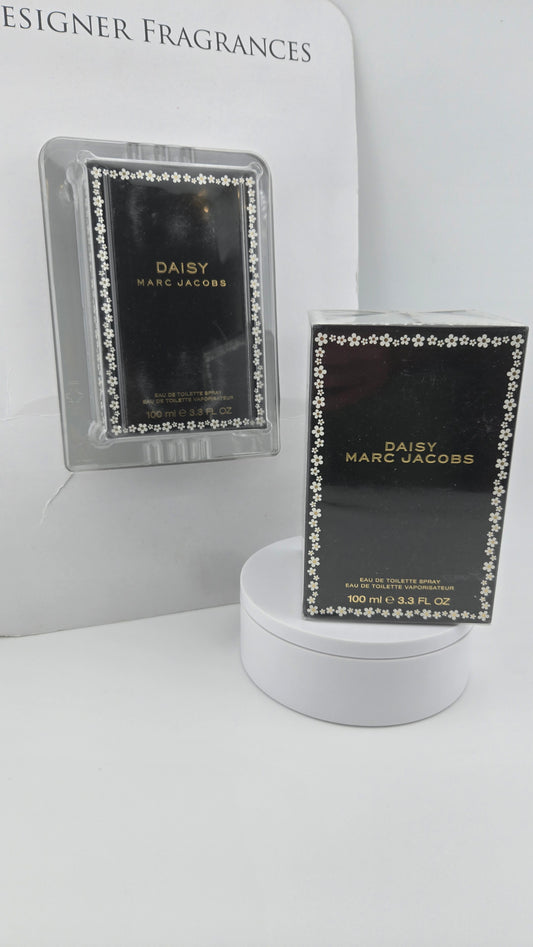 ESIGNER FRAGRANCES
DAISY
MARC JACOBS
EAU DE TOILETTE SPRAY
EAU DE TOILETTE VAPORISATEUR
100 ml ℮ 3.3 FL OZ
DAISY
MARC JACOBS
EAU DE TOILETTE SPRAY
EAU DE TOILETTE VAPORISATEUR
100 ml ℮ 3.3 FL OZ